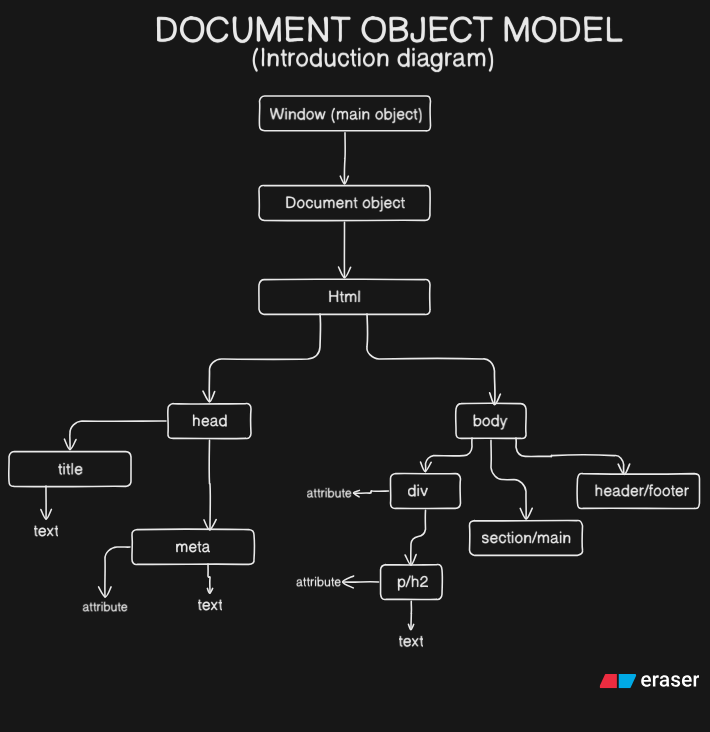 DOCUMENT OBJECT MODEL
(Introduction diagram)
Window (main object)
Document object
Html
head
body
title
attribute
div
header/footer
text
section/main
meta
attribute
p/h2
attribute
text
text
eraser